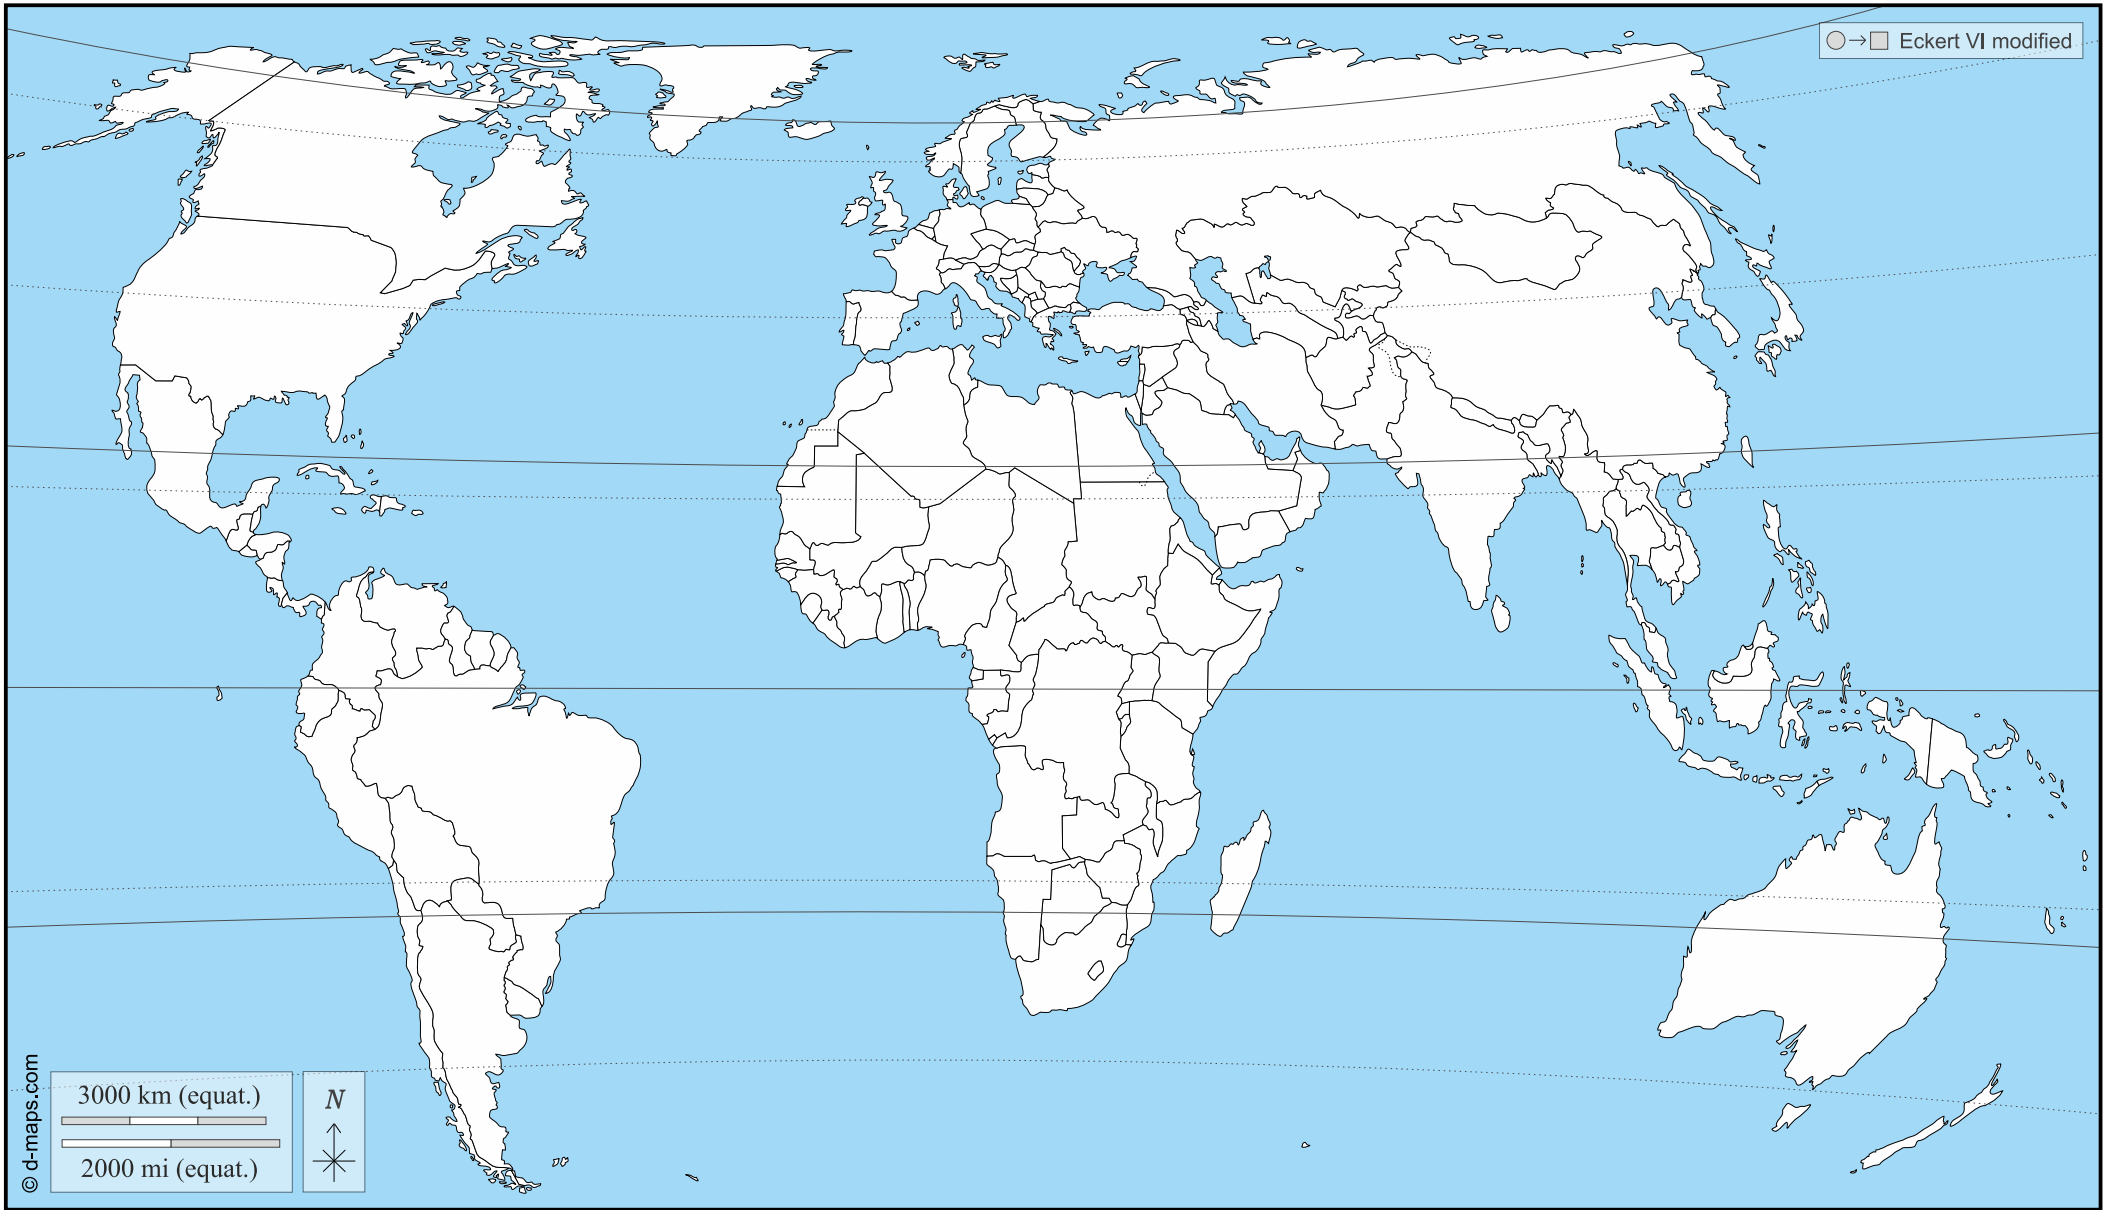 Eckert VI modified
© d-maps.com
3000 km (equat.)
2000 mi (equat.)
N